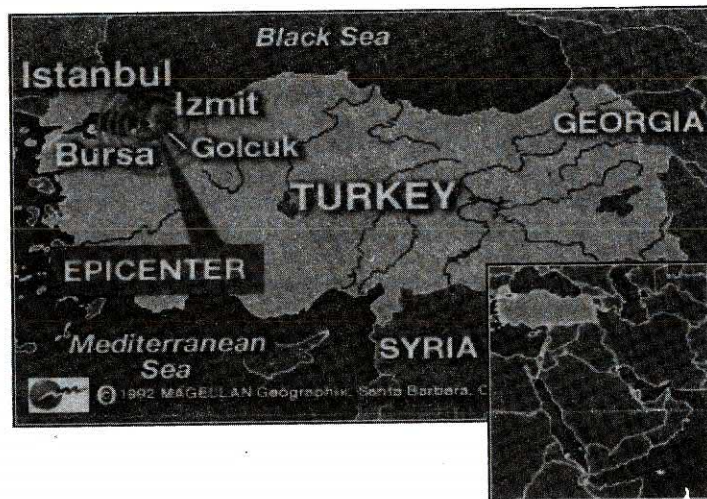 Black Sea
Istanbul
Izmit
GEORGIA
Bursa
Golcuk
TURKEY
EPICENTER
Mediterranean
Sea
SYRIA
© 1992 MAGELLAN Geographix, Santa Barbara, C